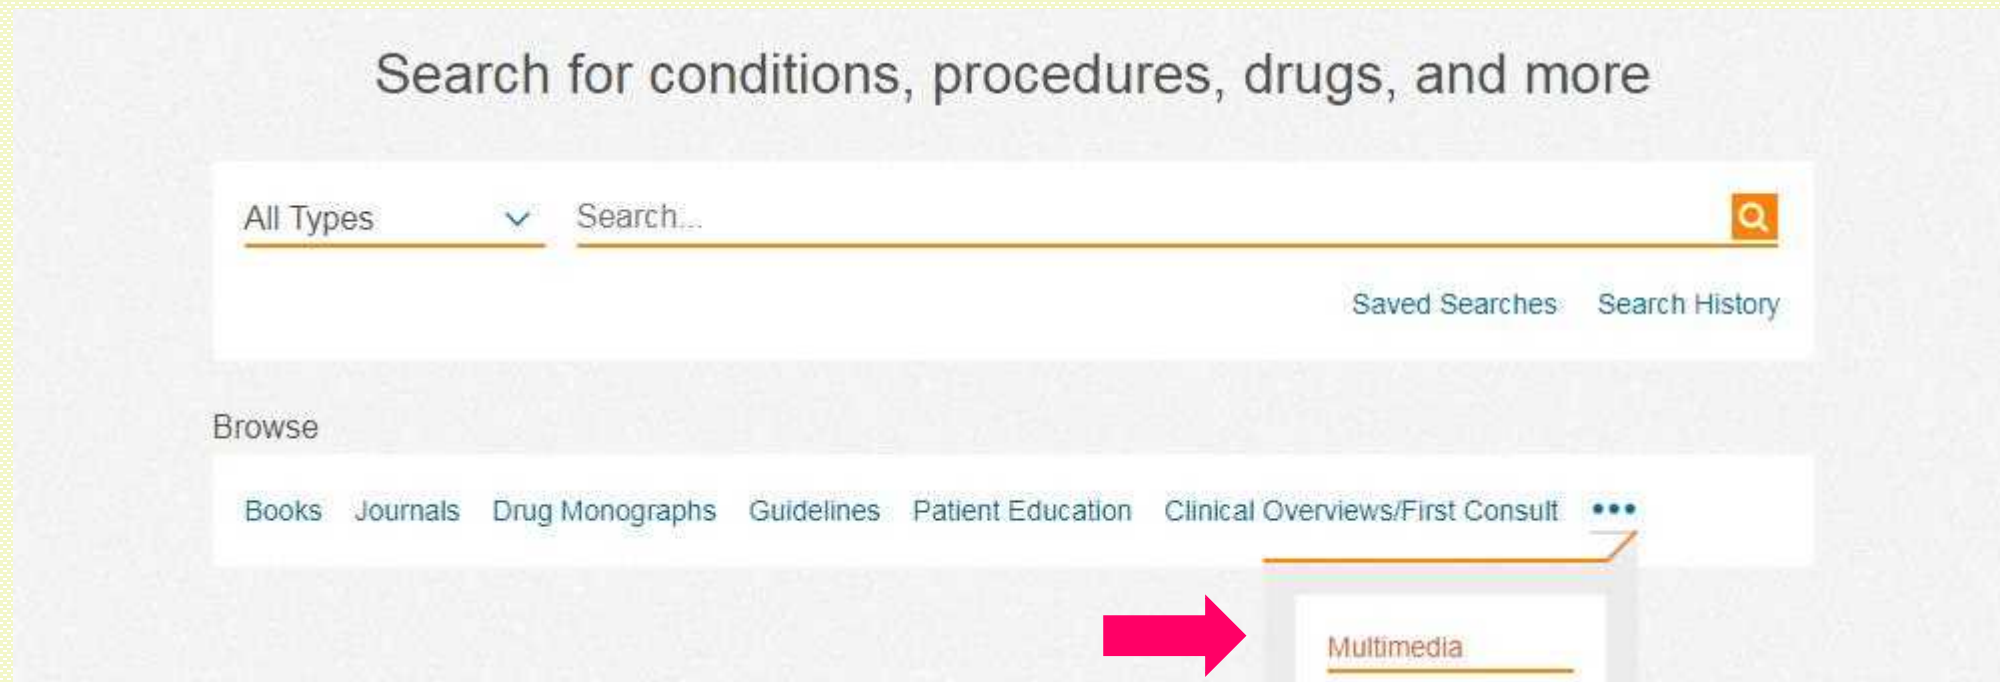 Search for conditions, procedures, drugs, and more
All Types Search...
Saved Searches Search History
Browse
Books Journals Drug Monographs Guidelines Patient Education Clinical Overviews/First Consult •••
Multimedia